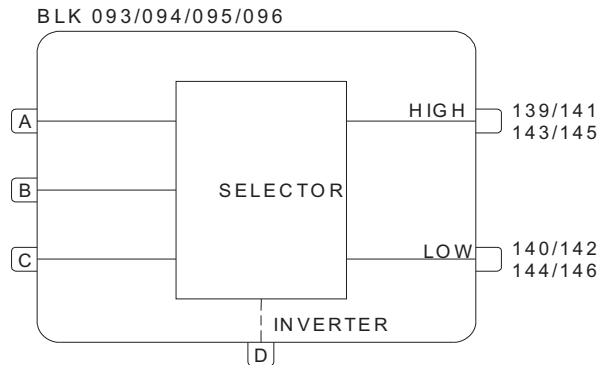 BLK 093/094/095/096
A
HIGH
139/141
143/145
B
SELECTOR
C
LOW
140/142
144/146
INVERTER
D